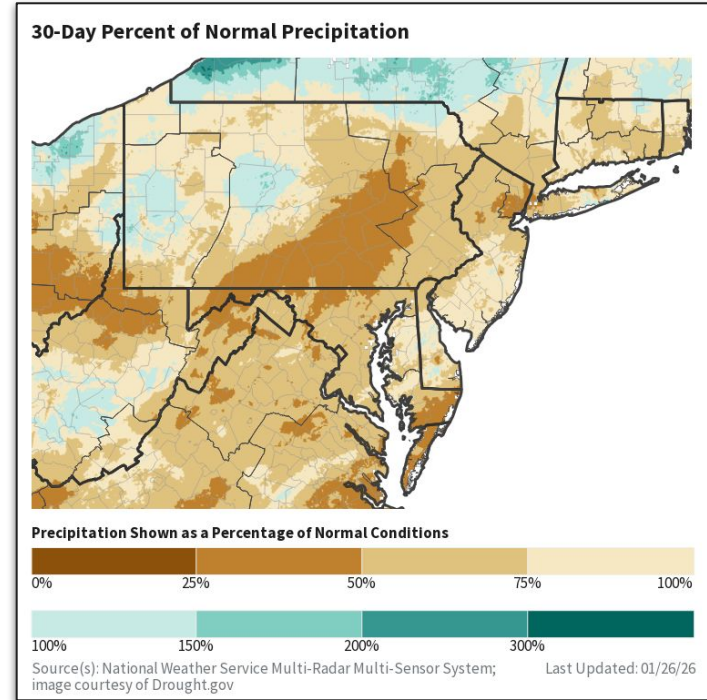 30-Day Percent of Normal Precipitation
Precipitation Shown as a Percentage of Normal Conditions
0% 25% 50% 75% 100%
100% 150% 200% 300%
Source(s): National Weather Service Multi-Radar Multi-Sensor System; Last Updated: 01/26/26
image courtesy of Drought.gov